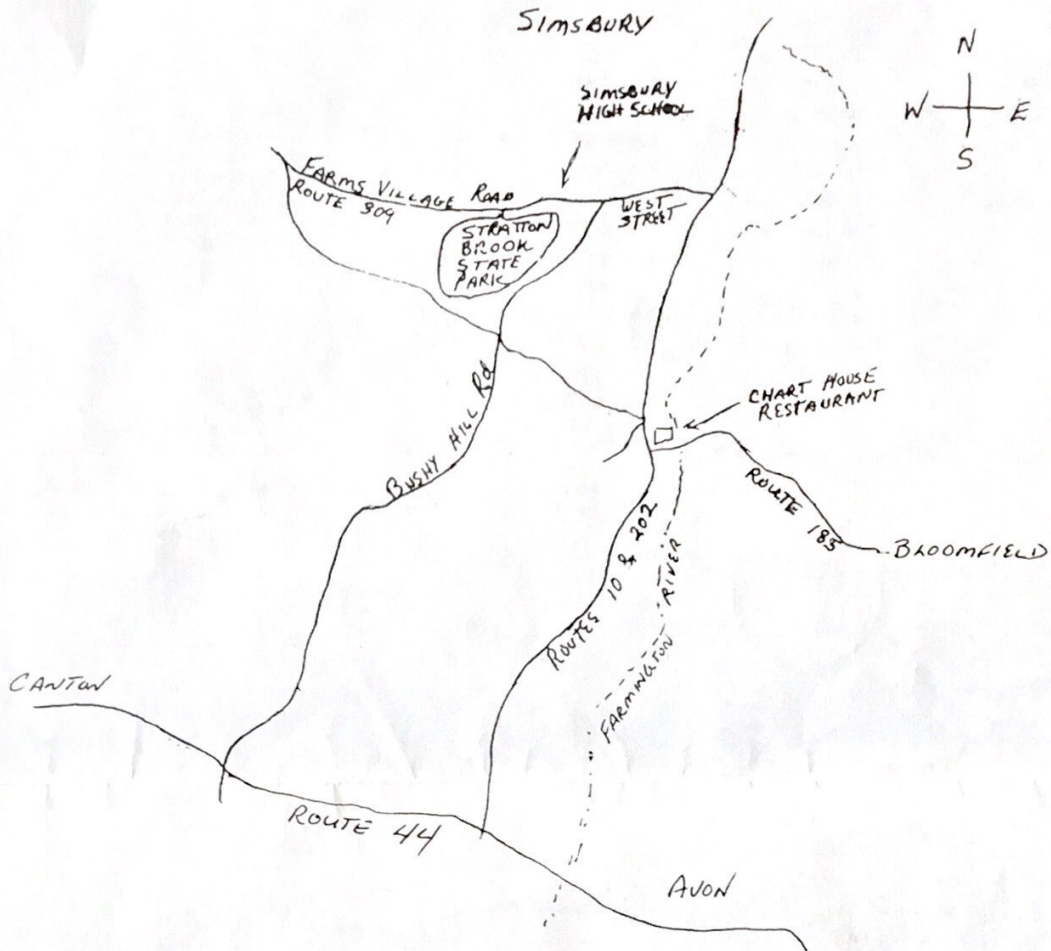 SIMSBURY
N
W
E
S
SIMSBURY
HIGH SCHOOL
FARMS VILLAGE ROAD
ROUTE 309
WEST
STREET
STRATTON
BROOK
STATE
PARK
CHART HOUSE
RESTAURANT
BUSHY HILL Rd
ROUTE 185
BLOOMFIELD
ROUTES 10 & 202
FARMINGTON RIVER
CANTON
ROUTE 44
AVON